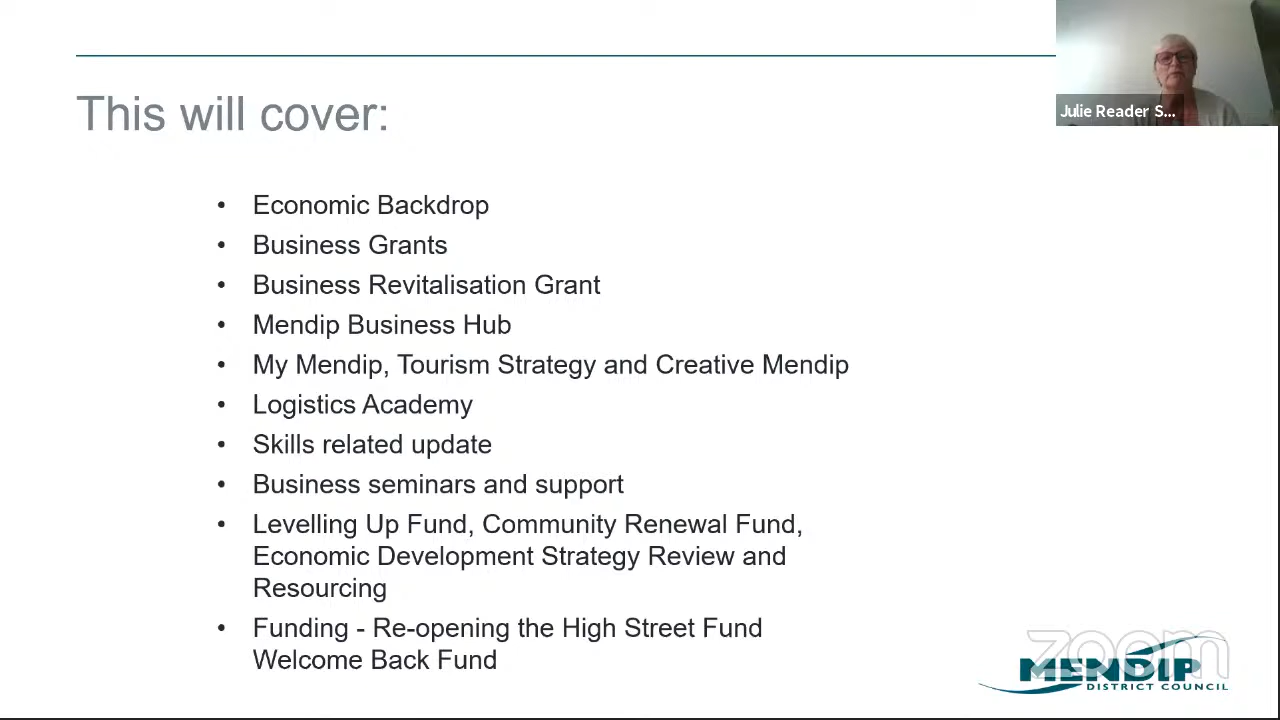 This will cover:
Julie Reader S...
• Economic Backdrop
• Business Grants
• Business Revitalisation Grant
• Mendip Business Hub
• My Mendip, Tourism Strategy and Creative Mendip
• Logistics Academy
• Skills related update
• Business seminars and support
• Levelling Up Fund, Community Renewal Fund,
Economic Development Strategy Review and
Resourcing
• Funding - Re-opening the High Street Fund
Welcome Back Fund
zoom
MENDIP
DISTRICT COUNCIL